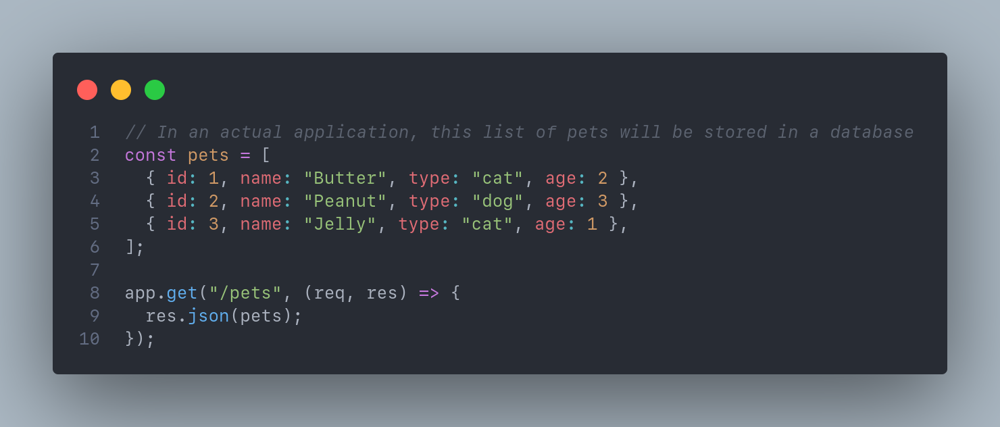 1 // In an actual application, this list of pets will be stored in a database
2 const pets = [
3   { id: 1, name: "Butter", type: "cat", age: 2 },
4   { id: 2, name: "Peanut", type: "dog", age: 3 },
5   { id: 3, name: "Jelly", type: "cat", age: 1 },
6 ];
7
8 app.get("/pets", (req, res) => {
9   res.json(pets);
10 });